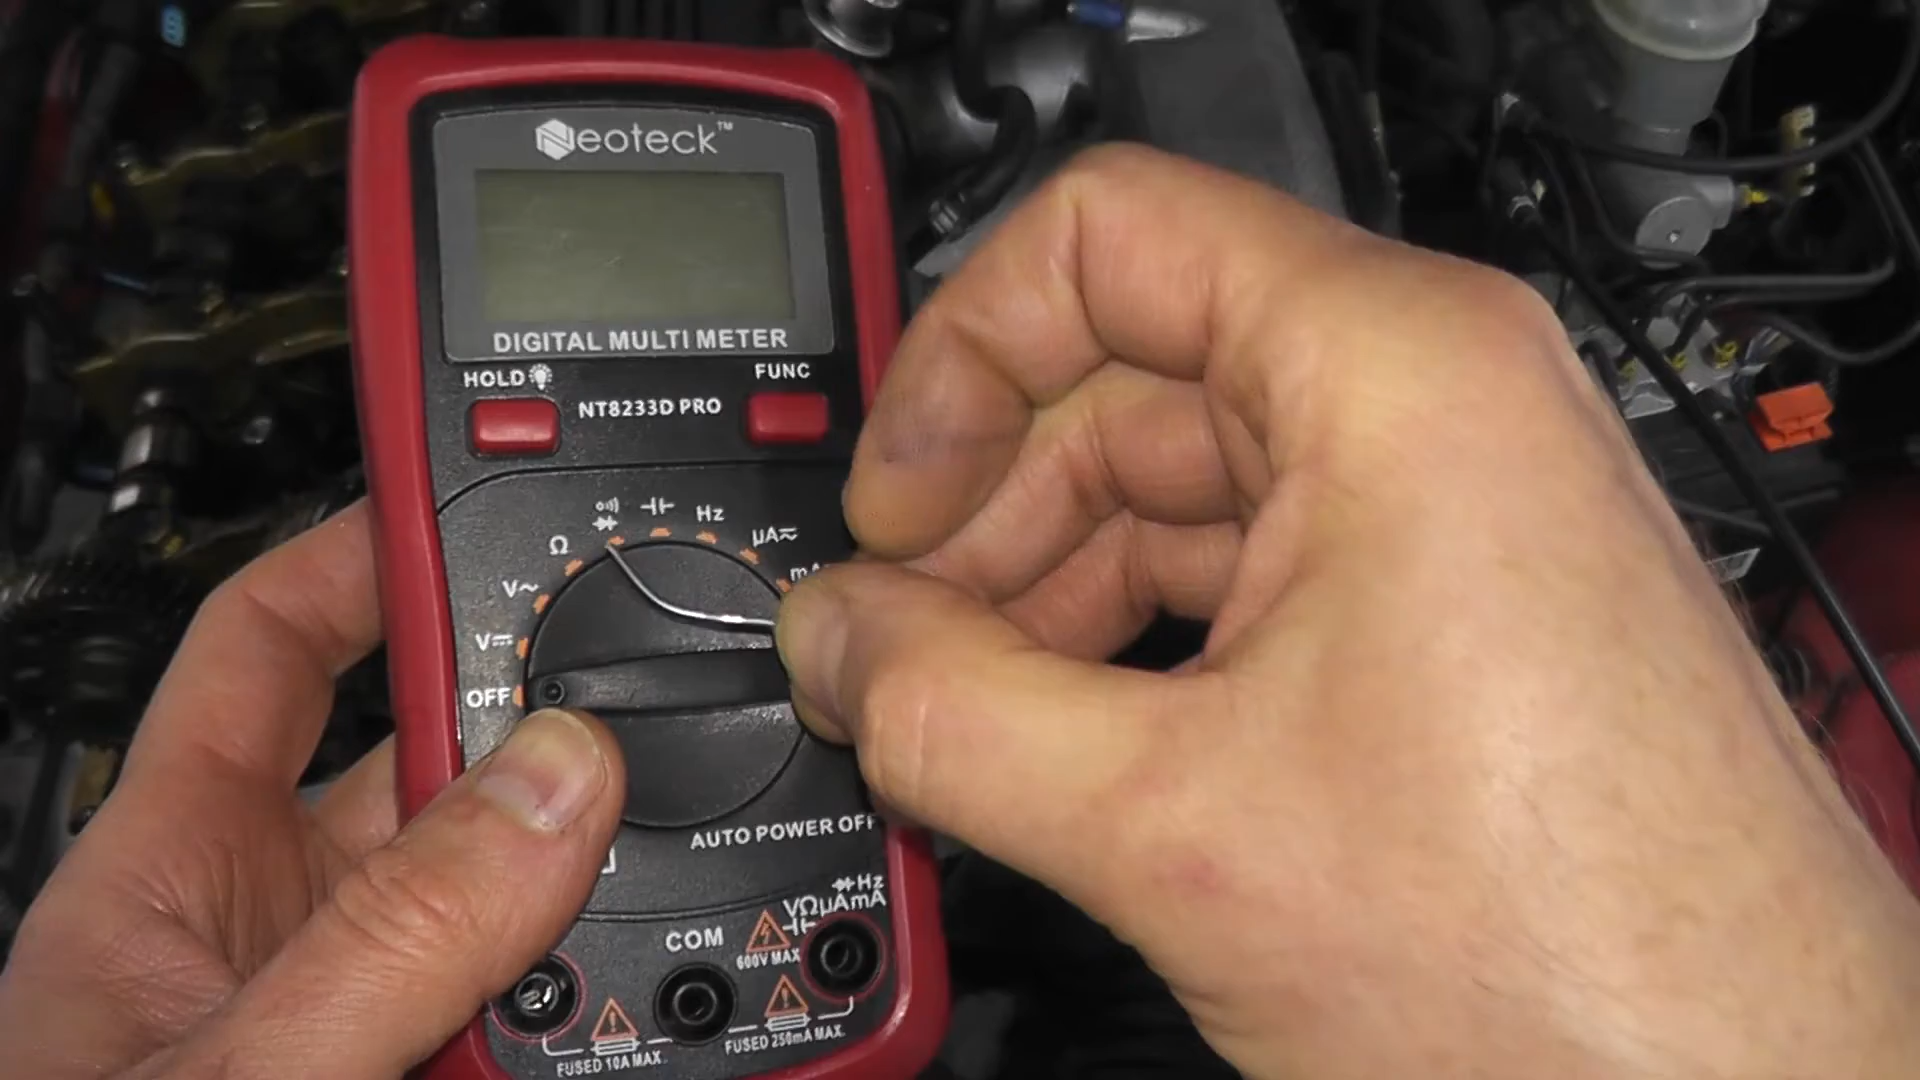 Neoteck™
DIGITAL MULTI METER
HOLD
FUNC
NT8233D PRO
Hz
Ω
µA
V~
V
OFF
AUTO POWER OFF
Hz
VΩµAmA
COM
600V MAX
FUSED 10A MAX.
FUSED 250mA MAX.